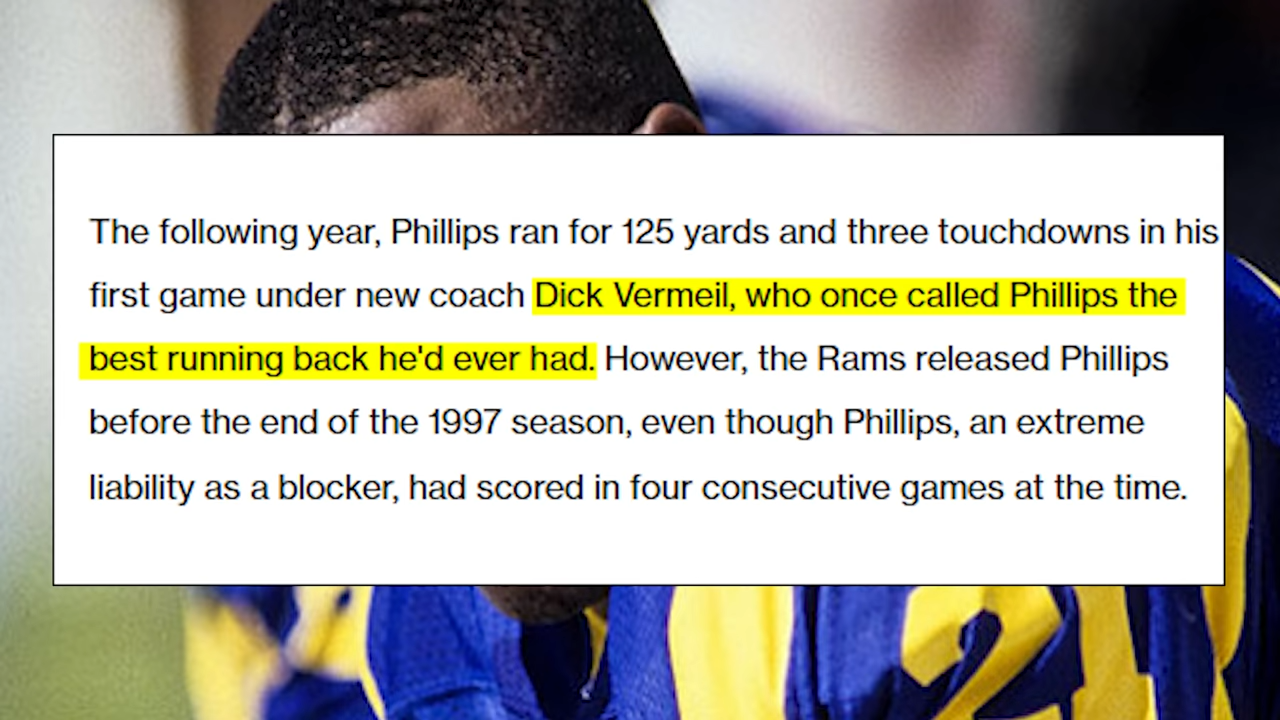 The following year, Phillips ran for 125 yards and three touchdowns in his
first game under new coach Dick Vermeil, who once called Phillips the
best running back he'd ever had. However, the Rams released Phillips
before the end of the 1997 season, even though Phillips, an extreme
liability as a blocker, had scored in four consecutive games at the time.
21